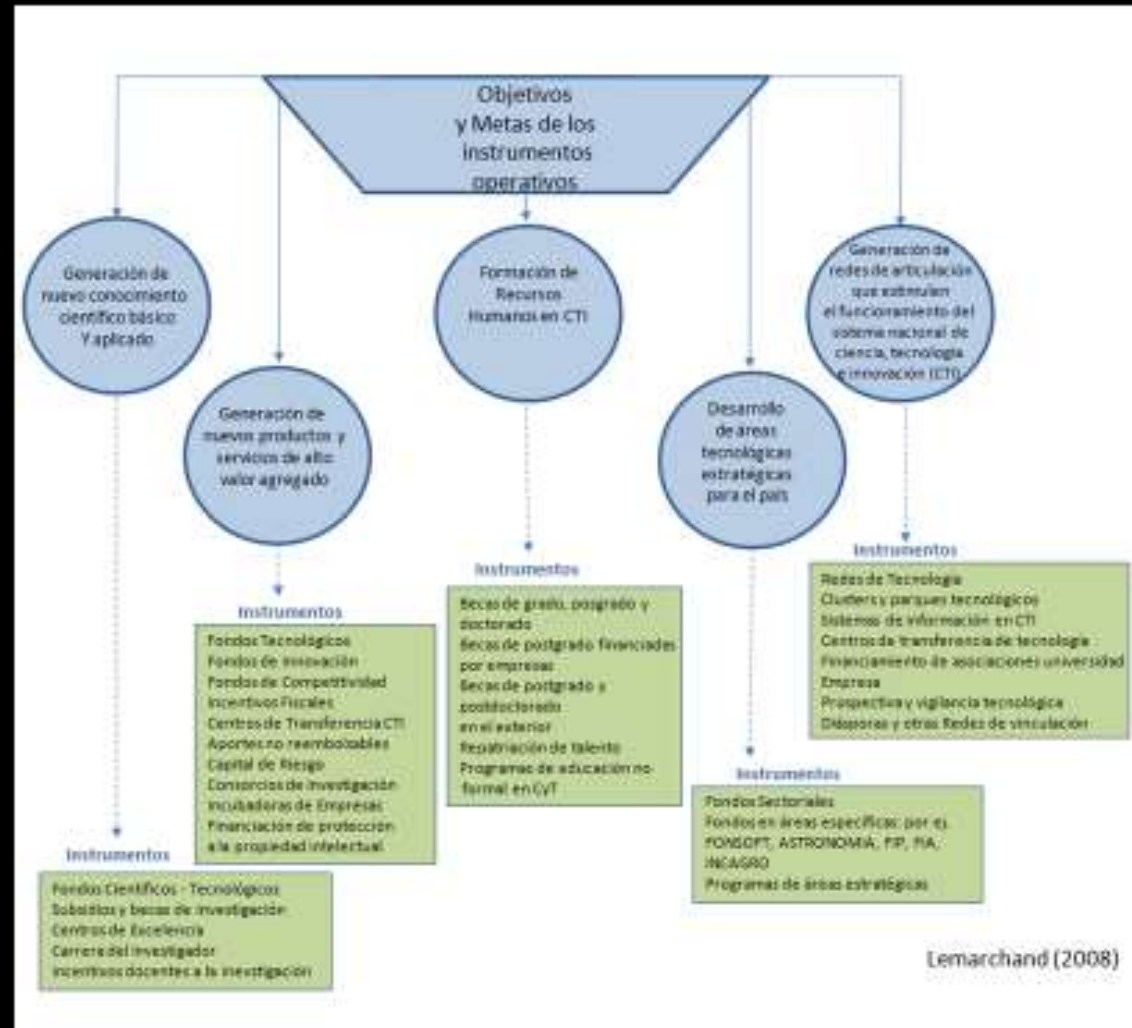 Objetivos
y Metas de los
instrumentos
operativos
Generación de
nuevo conocimiento
científico básico
Y aplicado
Generación de
nuevos productos y
servicios de alto
valor agregado
Formación de
Recursos
Humanos en CTI
Desarrollo
de áreas
tecnológicas
estratégicas
para el país
Generación de
redes de articulación
que estimulen
el funcionamiento del
sistema nacional de
ciencia, tecnología
e innovación (CTI)
Instrumentos
Fondos Científicos - Tecnológicos
Subsidios y becas de investigación
Centros de Excelencia
Carrera del Investigador
Incentivos docentes a la investigación
Instrumentos
Fondos Tecnológicos
Fondos de Innovación
Fondos de Competitividad
Incentivos Fiscales
Centros de Transferencia CTI
Aportes no reembolsables
Capital de Riesgo
Consorcios de Investigación
Incubadoras de Empresas
Financiación de protección
a la propiedad intelectual
Instrumentos
Becas de grado, posgrado y
doctorado
Becas de postgrado financiadas
por empresas
Becas de postgrado y
postdoctorado
en el exterior
Repatriación de talento
Programas de educación no
formal en CyT
Instrumentos
Fondos Sectoriales
Fondos en áreas específicas: por ej.
FONSOFT, ASTRONOMIA, FIP, FIA,
INCAGRO
Programas de áreas estratégicas
Instrumentos
Redes de Tecnología
Clusters y parques tecnológicos
Sistemas de información en CTI
Centros de transferencia de tecnología
Financiamiento de asociaciones universidad
Empresa
Prospectiva y vigilancia tecnológica
Diásporas y otras Redes de vinculación
Lemarchand (2008)